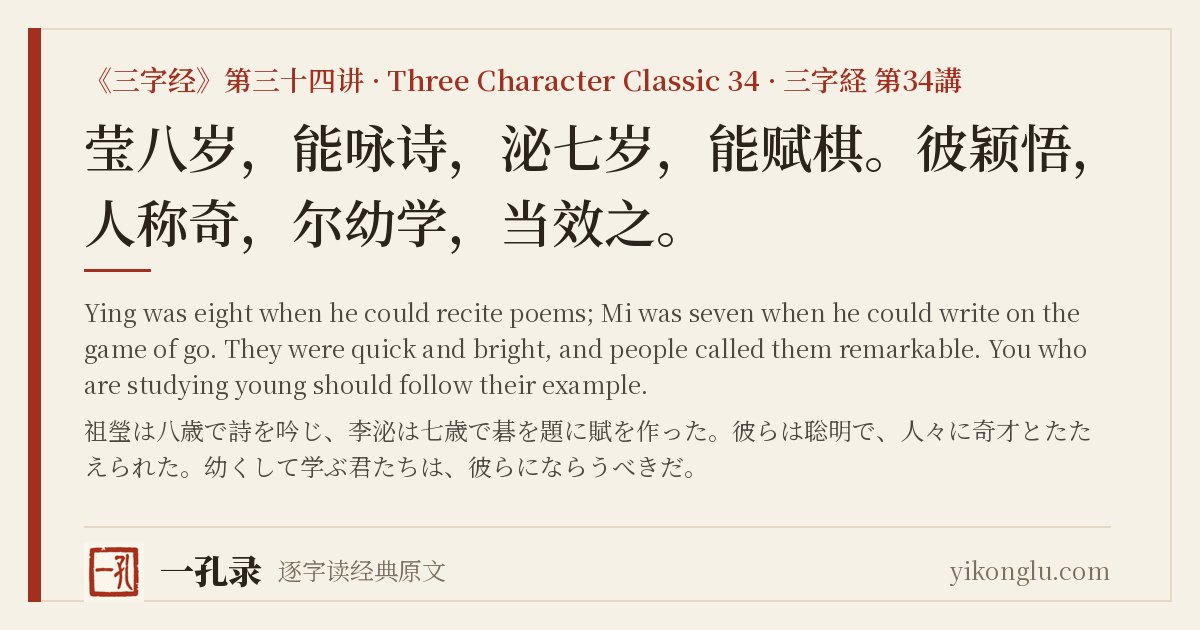 《三字经》第三十四讲 · Three Character Classic 34 · 三字経 第34講
莹八岁，能咏诗，泌七岁，能赋棋。彼颖悟，
人称奇，尔幼学，当效之。
Ying was eight when he could recite poems; Mi was seven when he could write on the
game of go. They were quick and bright, and people called them remarkable. You who
are studying young should follow their example.
祖瑩は八歳で詩を吟じ、李泌は七歳で碁を題に賦を作った。彼らは聡明で、人々に奇才とたた
えられた。幼くして学ぶ君たちは、彼らにならうべきだ。
一孔
一孔录 逐字读经典原文 yikonglu.com